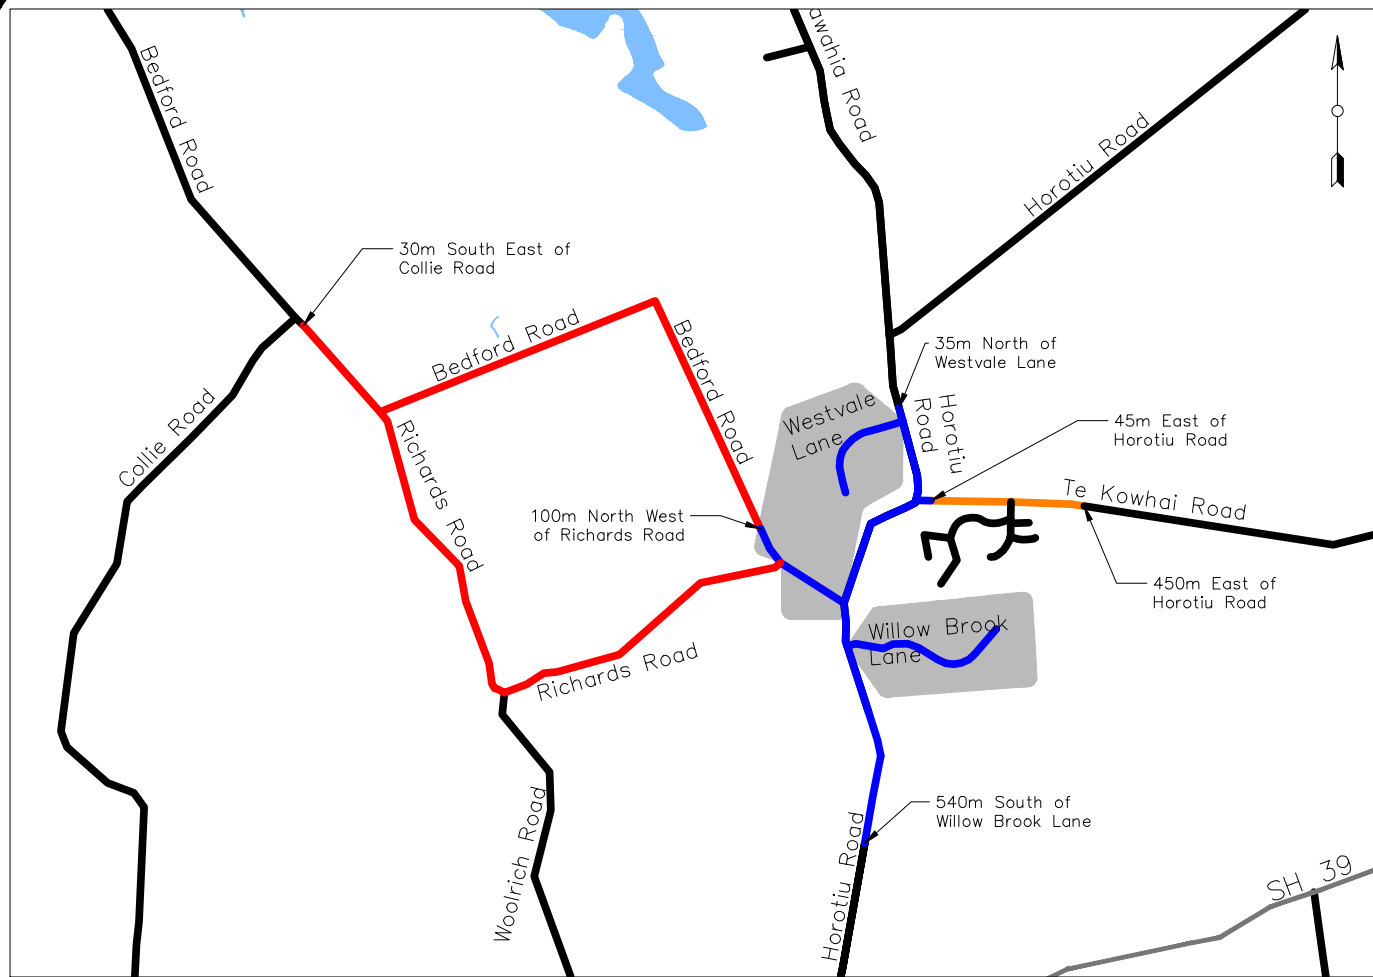 awahia Road
Bedford Road
Horotiu Road
30m South East of
Collie Road
Bedford Road
Bedford Road
35m North of
Westvale Lane
Collie Road
Westvale
Lane
Horotiu
Road
45m East of
Horotiu Road
Richards Road
Te Kowhai Road
100m North West
of Richards Road
450m East of
Horotiu Road
Willow Brook
Lane
Richards Road
540m South of
Willow Brook Lane
Woolrich Road
Horotiu Road
SH 39